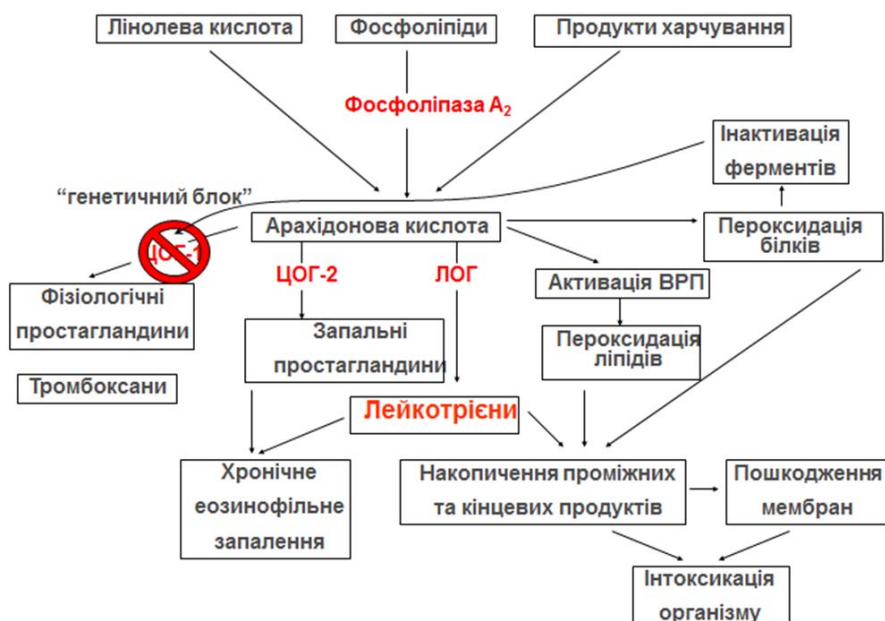 Лінолева кислота
Фосфоліпіди
Продукти харчування
Фосфоліпаза А2
Інактивація
ферментів
“генетичний блок”
Арахідонова кислота
Пероксидація
білків
ЦОГ-1
ЦОГ-2
ЛОГ
Активація ВРП
Фізіологічні
простагландини
Запальні
простагландини
Пероксидація
ліпідів
Тромбоксани
Лейкотрієни
Хронічне
еозинофільне
запалення
Накопичення проміжних
та кінцевих продуктів
Пошкодження
мембран
Інтоксикація
організму